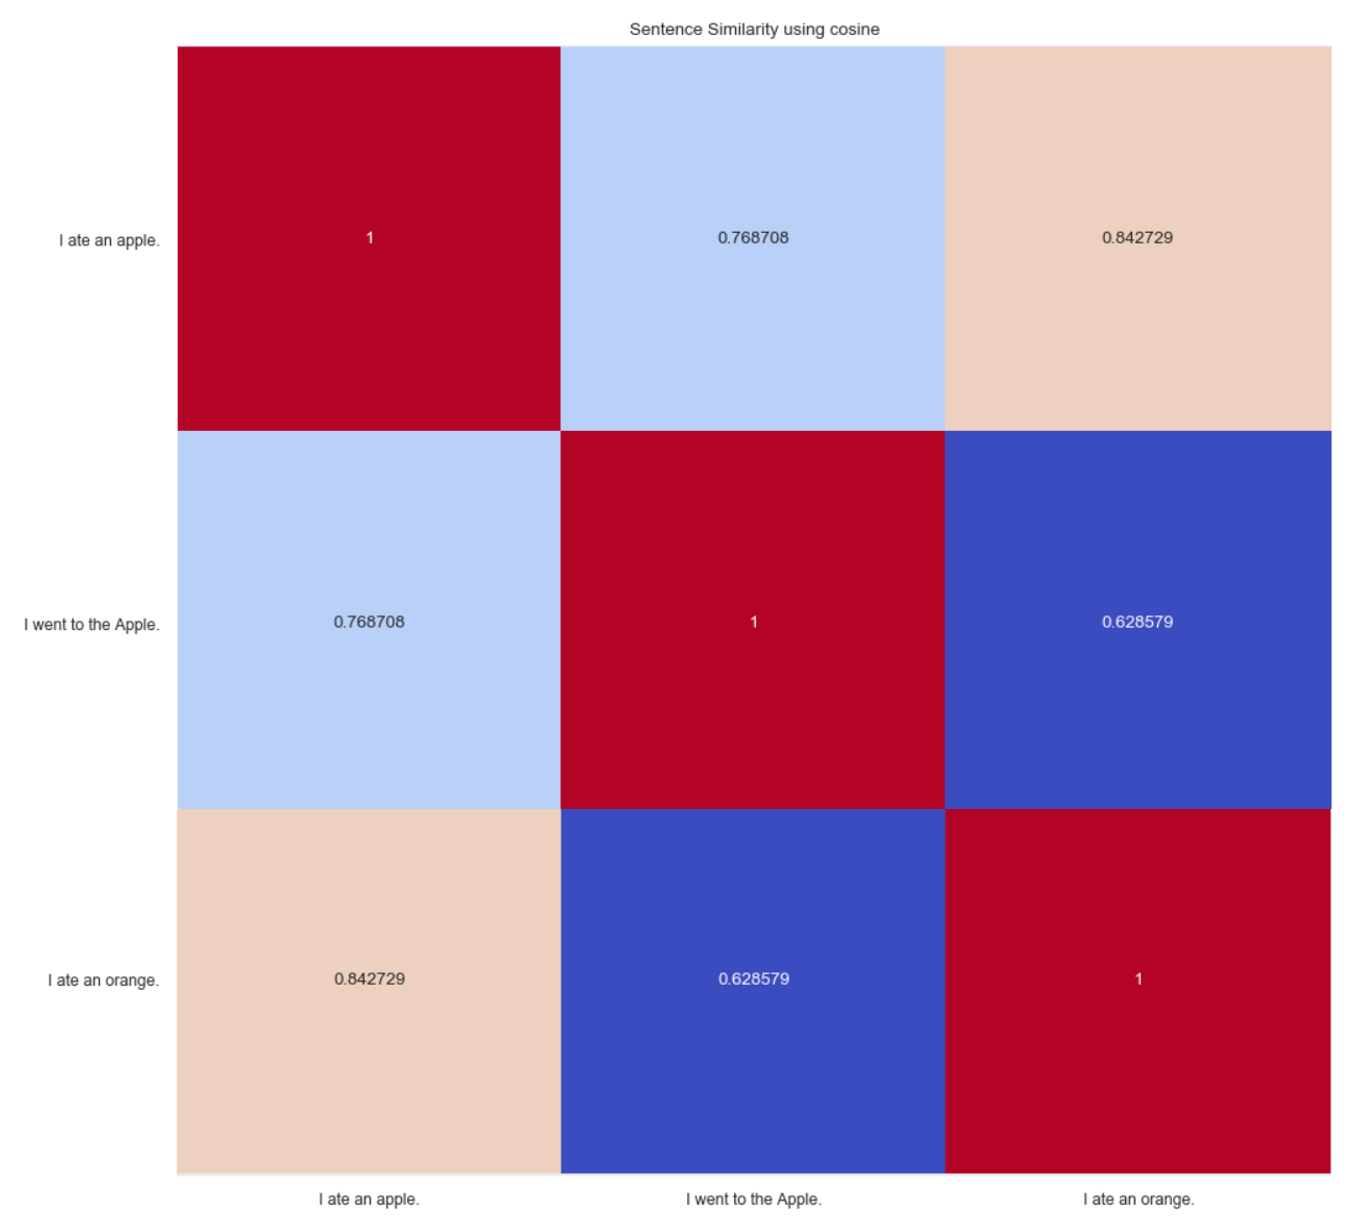 Sentence Similarity using cosine
I ate an apple.
1
0.768708
0.842729
I went to the Apple.
0.768708
1
0.628579
I ate an orange.
0.842729
0.628579
1
I ate an apple.
I went to the Apple.
I ate an orange.